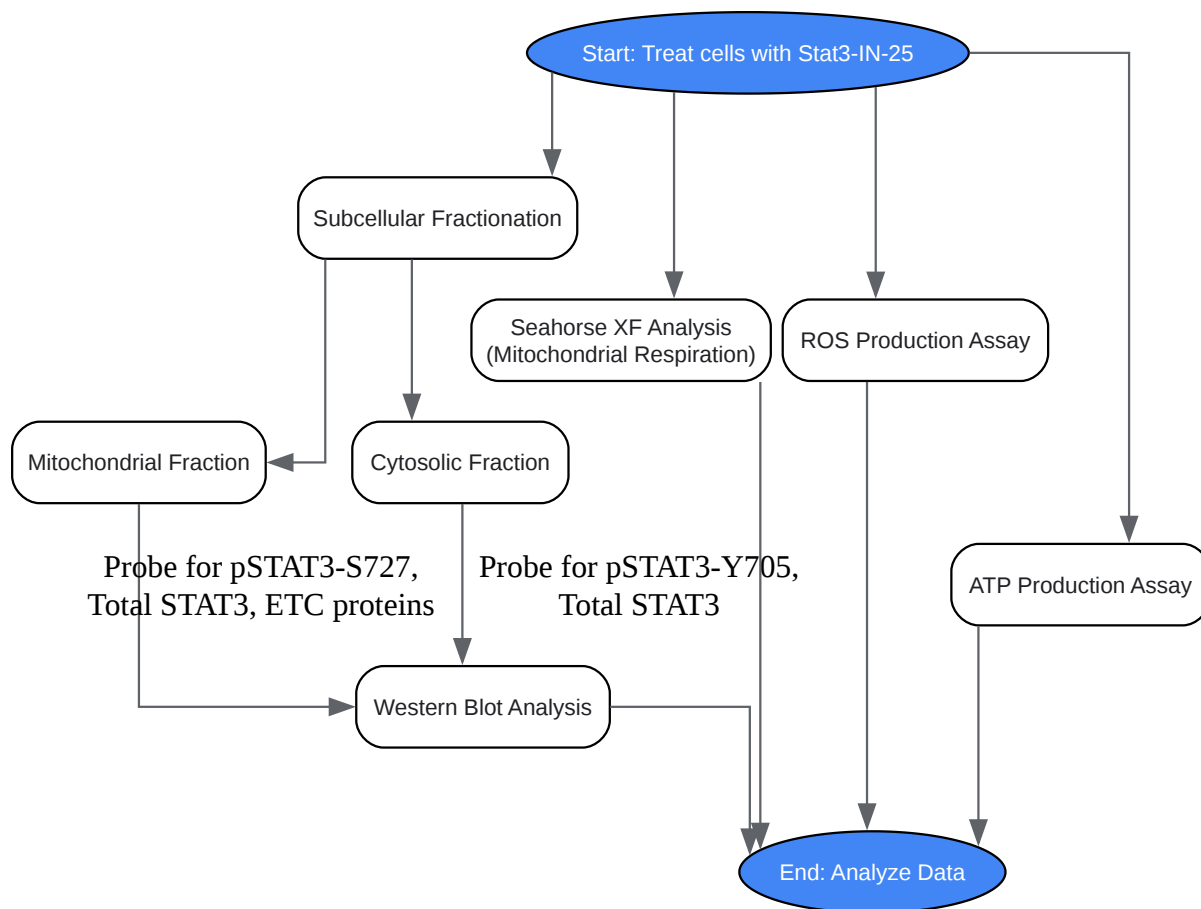 Start: Treat cells with Stat3-IN-25
Subcellular Fractionation
Seahorse XF Analysis
(Mitochondrial Respiration)
ROS Production Assay
Mitochondrial Fraction
Cytosolic Fraction
Probe for pSTAT3-S727,
Total STAT3, ETC proteins
Probe for pSTAT3-Y705,
Total STAT3
ATP Production Assay
Western Blot Analysis
End: Analyze Data